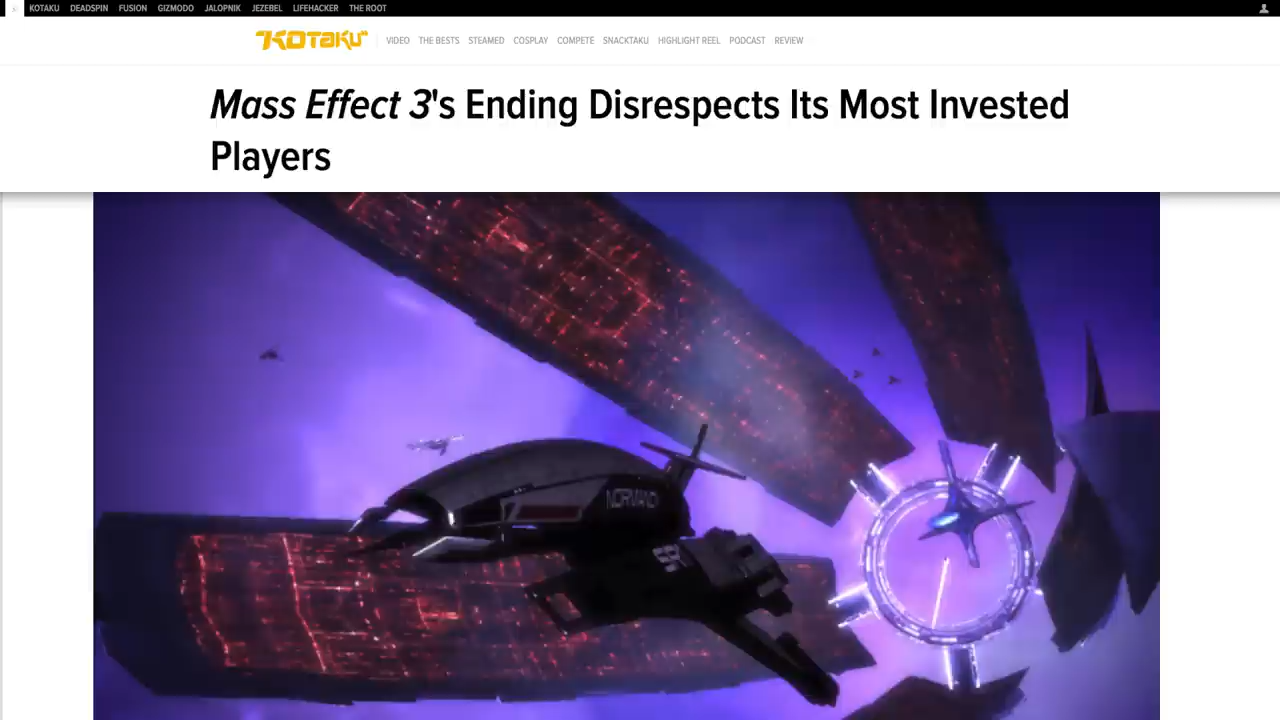 KOTAKU DEADSPIN FUSION GIZMODO JALOPNIK JEZEBEL LIFEHACKER THE ROOT
KOTAKU VIDEO THE BESTS STEAMED COSPLAY COMPETE SNACKTAKU HIGHLIGHT REEL PODCAST REVIEW
Mass Effect 3's Ending Disrespects Its Most Invested
Players
NORMANDY